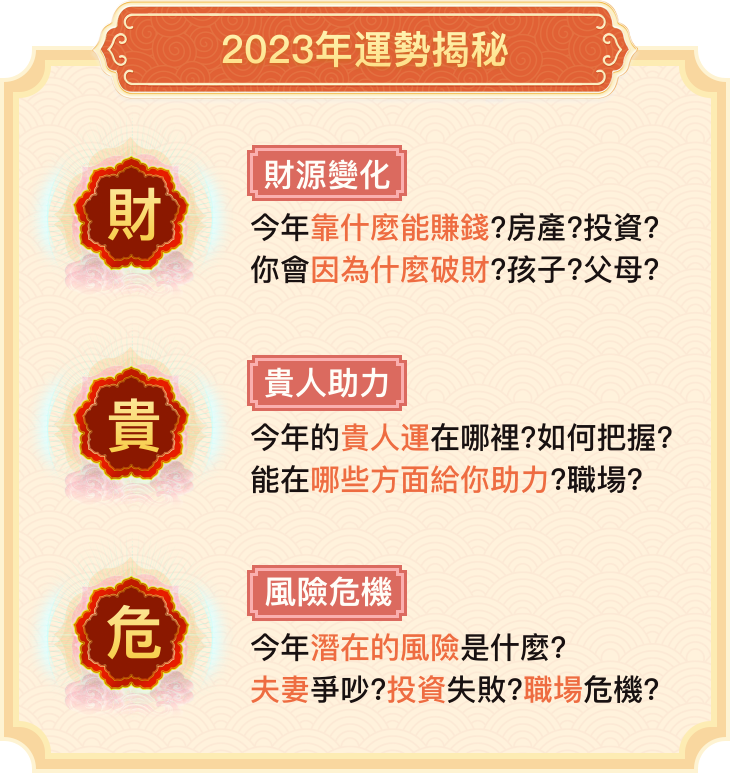 2023年運勢揭秘
財
財源變化
今年靠什麼能賺錢?房產?投資?
你會因為什麼破財?孩子?父母?
貴
貴人助力
今年的貴人運在哪裡?如何把握?
能在哪些方面給你助力?職場?
危
風險危機
今年潛在的風險是什麼?
夫妻爭吵?投資失敗?職場危機?